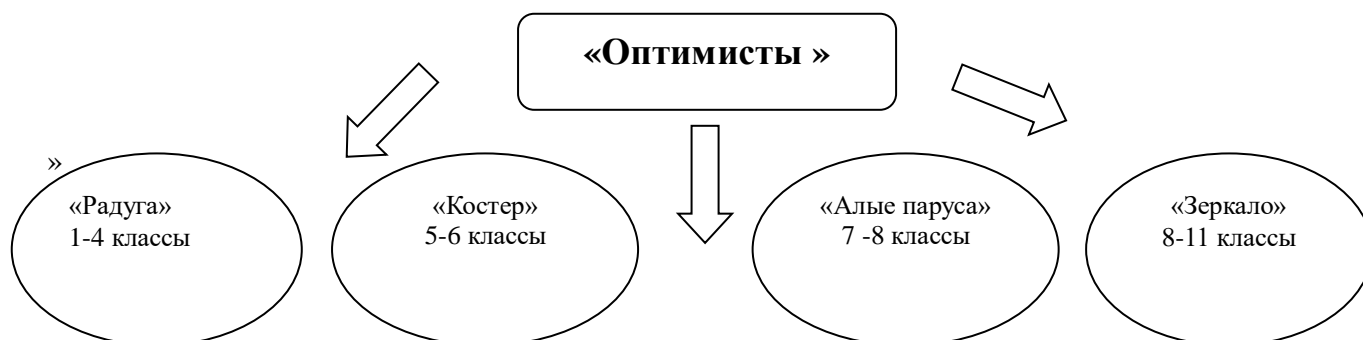 «Оптимисты »
»
«Радуга»
1-4 классы
«Костер»
5-6 классы
«Алые паруса»
7 -8 классы
«Зеркало»
8-11 классы